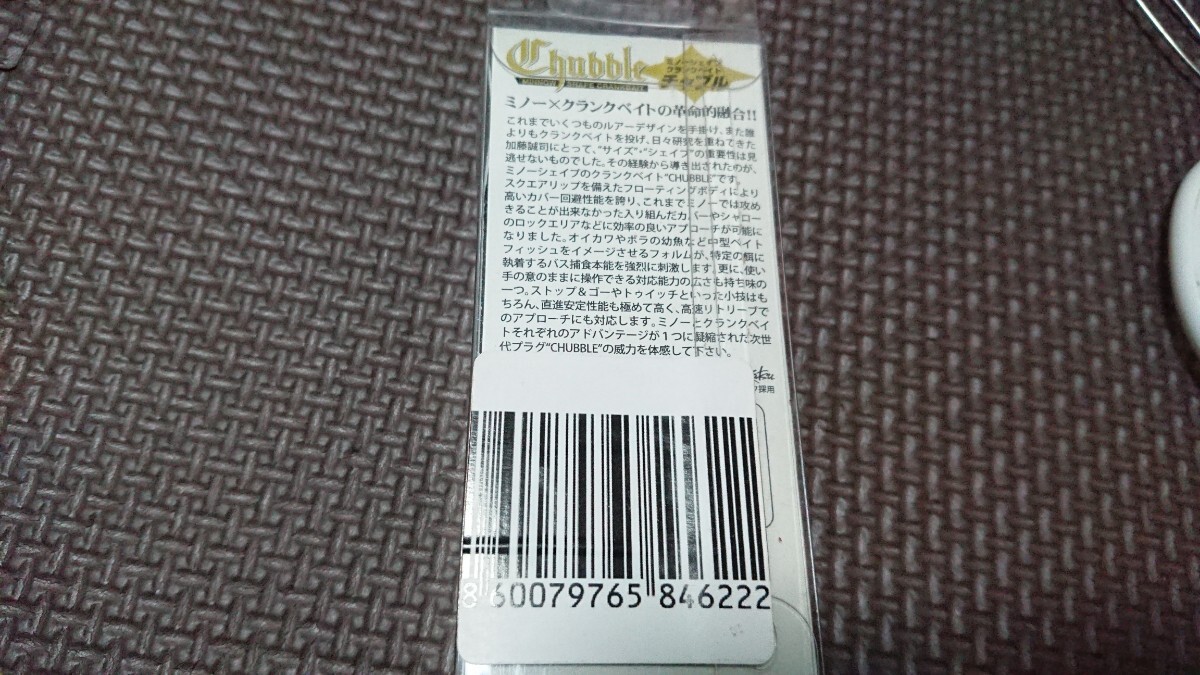 Chubble
ミノーシェイプ
クランクベイト
チャブル
MINNOW SHAPE CRANKBAIT
ミノー×クランクベイトの革命的融合!!
これまでいくつものルアーデザインを手掛け、また誰
よりもクランクベイトを投げ、日々研究を重ねてきた
加藤誠司にとって、“サイズ”・“シェイプ”の重要性は見
逃せないものでした。その経験から導き出されたのが、
ミノーシェイプのクランクベイト“CHUBBLE”です。
スクエアリップを備えたフローティングボディにより
高いカバー回避性能を誇り、これまでミノーでは攻め
きることが出来なかった入り組んだカバーやシャロー
のロックエリアなどに効率の良いアプローチが可能に
なりました。オイカワやボラの幼魚など中型ベイト
フィッシュをイメージさせるフォルムが、特定の餌に
執着するバス捕食本能を強烈に刺激します。更に、使い
手の意のままに操作できる対応能力の広さも持ち味の
一つ。ストップ＆ゴーやトゥイッチといった小技はも
ちろん、直進安定性能も極めて高く、高速リトリーブで
のアプローチにも対応します。ミノーとクランクベイ
トそれぞれのアドバンテージが１つに凝縮された次世
代プラグ“CHUBBLE”の威力を体感して下さい。
採用
8 60079765 846222